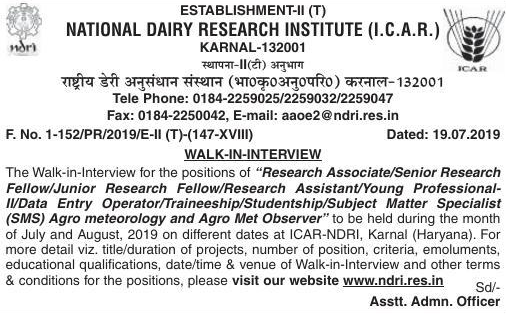 ESTABLISHMENT-II (T)
NATIONAL DAIRY RESEARCH INSTITUTE (I.C.A.R.)
KARNAL-132001
स्थापना-II(टी) अनुभाग
राष्ट्रीय डेरी अनुसंधान संस्थान (भा०कृ०अनु०परि०) करनाल-132001
Tele Phone: 0184-2259025/2259032/2259047
Fax: 0184-2250042, E-mail: aaoe2@ndri.res.in
ndri
ICAR
F. No. 1-152/PR/2019/E-II (T)-(147-XVIII) Dated: 19.07.2019
WALK-IN-INTERVIEW
The Walk-in-Interview for the positions of "Research Associate/Senior Research
Fellow/Junior Research Fellow/Research Assistant/Young Professional-
II/Data Entry Operator/Traineeship/Studentship/Subject Matter Specialist
(SMS) Agro meteorology and Agro Met Observer" to be held during the month
of July and August, 2019 on different dates at ICAR-NDRI, Karnal (Haryana). For
more detail viz. title/duration of projects, number of position, criteria, emoluments,
educational qualifications, date/time & venue of Walk-in-Interview and other terms
& conditions for the positions, please visit our website www.ndri.res.in
Sd/-
Asstt. Admn. Officer